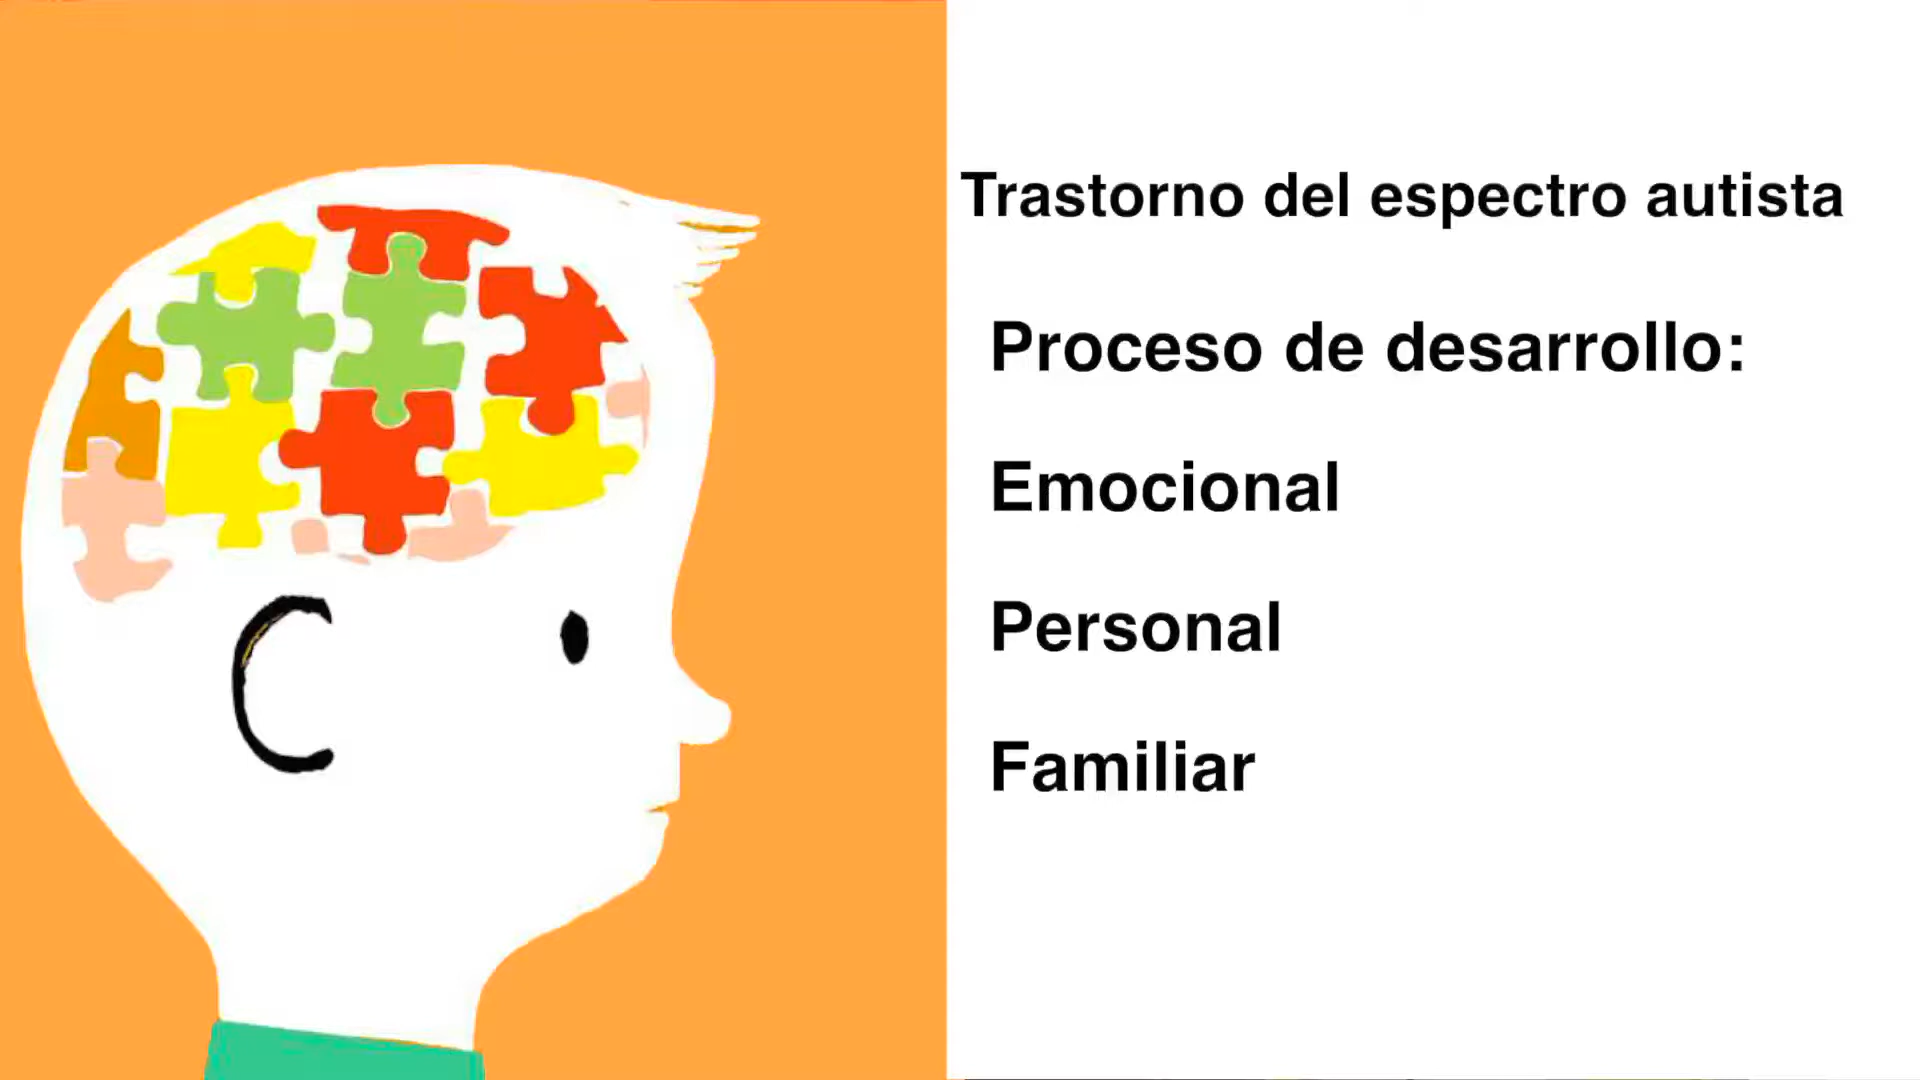 Trastorno del espectro autista
Proceso de desarrollo:
Emocional
Personal
Familiar